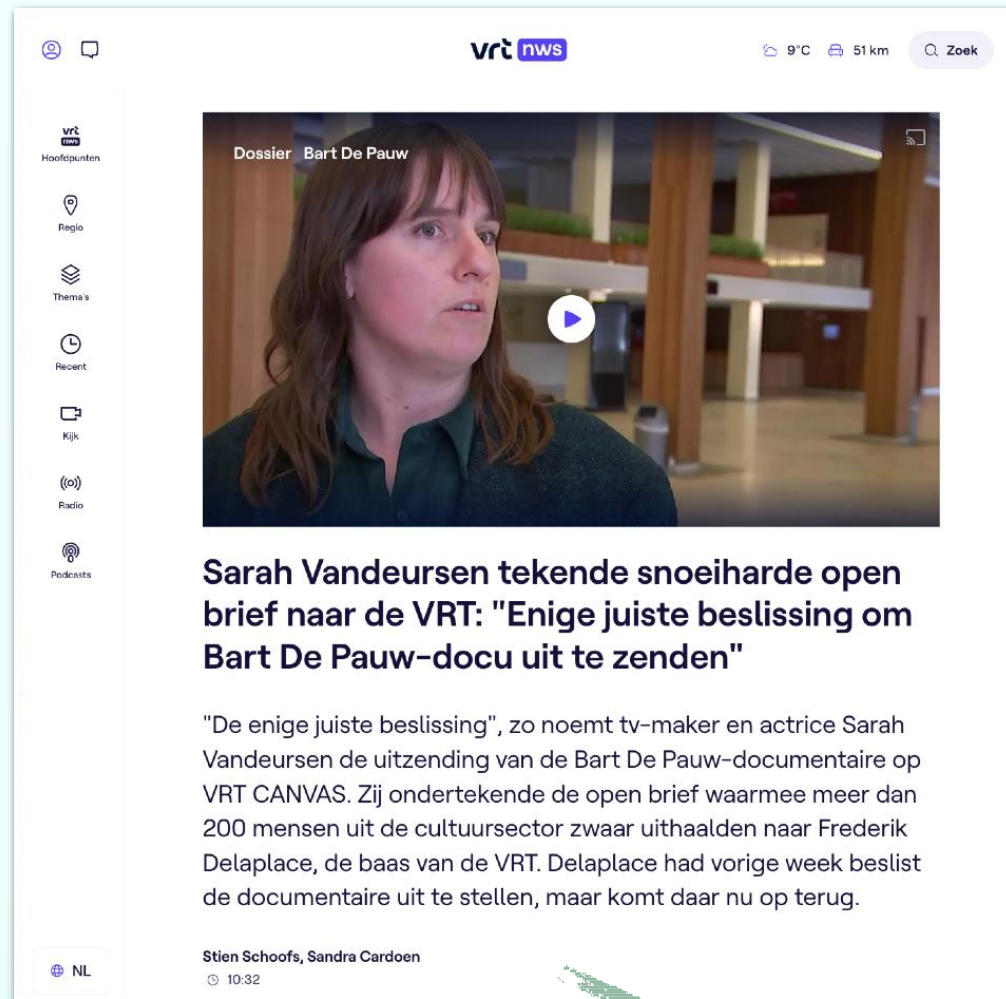 vrt nws
9°C 51 km Zoek
vrt
nws
Hoofdpunten
Regio
Thema's
Recent
Kijk
Radio
Podcasts
NL
Dossier Bart De Pauw
Sarah Vandeursen tekende snoeiharde open
brief naar de VRT: "Enige juiste beslissing om
Bart De Pauw-docu uit te zenden"
"De enige juiste beslissing", zo noemt tv-maker en actrice Sarah
Vandeursen de uitzending van de Bart De Pauw-documentaire op
VRT CANVAS. Zij ondertekende de open brief waarmee meer dan
200 mensen uit de cultuursector zwaar uithaalden naar Frederik
Delaplace, de baas van de VRT. Delaplace had vorige week beslist
de documentaire uit te stellen, maar komt daar nu op terug.
Stien Schoofs, Sandra Cardoen
10:32